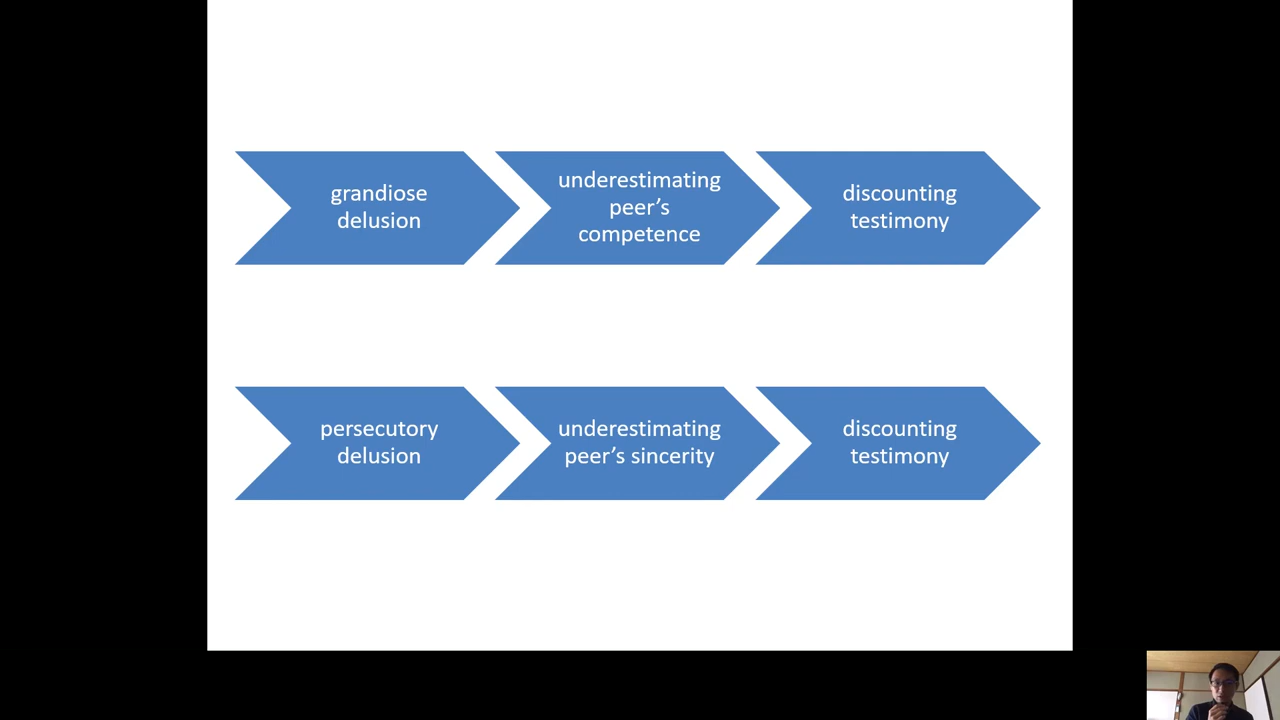 grandiose
delusion
underestimating
peer’s
competence
discounting
testimony
persecutory
delusion
underestimating
peer’s sincerity
discounting
testimony